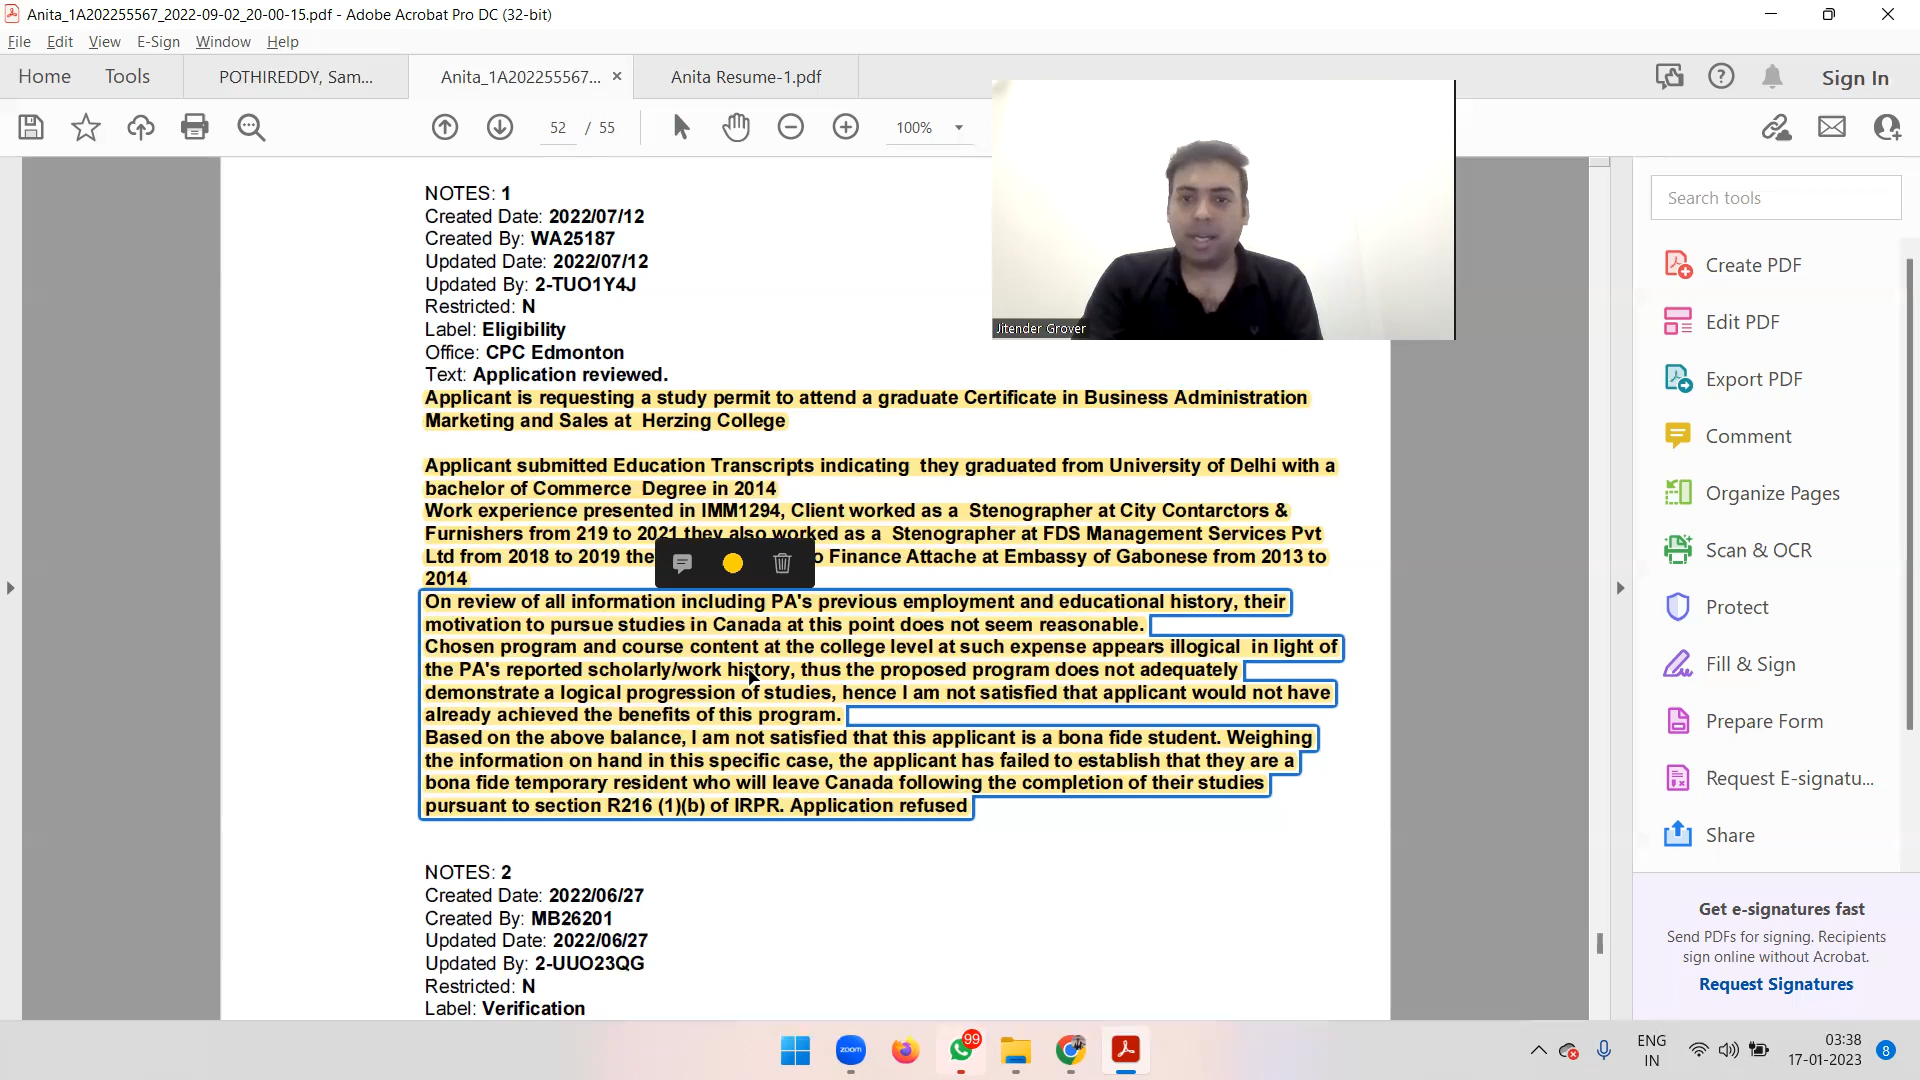 Anita_1A202255567_2022-09-02_20-00-15.pdf - Adobe Acrobat Pro DC (32-bit)
File Edit View E-Sign Window Help
Home Tools POTHIREDDY, Sam... Anita_1A202255567... × Anita Resume-1.pdf Sign In
52 / 55 100%
Jitender Grover
NOTES: 1
Created Date: 2022/07/12
Created By: WA25187
Updated Date: 2022/07/12
Updated By: 2-TUO1Y4J
Restricted: N
Label: Eligibility
Office: CPC Edmonton
Text: Application reviewed.
Applicant is requesting a study permit to attend a graduate Certificate in Business Administration
Marketing and Sales at Herzing College
Applicant submitted Education Transcripts indicating they graduated from University of Delhi with a
bachelor of Commerce Degree in 2014
Work experience presented in IMM1294, Client worked as a Stenographer at City Contarctors &
Furnishers from 219 to 2021 they also worked as a Stenographer at FDS Management Services Pvt
Ltd from 2018 to 2019 the o Finance Attache at Embassy of Gabonese from 2013 to
2014
On review of all information including PA's previous employment and educational history, their
motivation to pursue studies in Canada at this point does not seem reasonable.
Chosen program and course content at the college level at such expense appears illogical in light of
the PA's reported scholarly/work history, thus the proposed program does not adequately
demonstrate a logical progression of studies, hence I am not satisfied that applicant would not have
already achieved the benefits of this program.
Based on the above balance, I am not satisfied that this applicant is a bona fide student. Weighing
the information on hand in this specific case, the applicant has failed to establish that they are a
bona fide temporary resident who will leave Canada following the completion of their studies
pursuant to section R216 (1)(b) of IRPR. Application refused
NOTES: 2
Created Date: 2022/06/27
Created By: MB26201
Updated Date: 2022/06/27
Updated By: 2-UUO23QG
Restricted: N
Label: Verification
Search tools
Create PDF
Edit PDF
Export PDF
Comment
Organize Pages
Scan & OCR
Protect
Fill & Sign
Prepare Form
Request E-signatu...
Share
Get e-signatures fast
Send PDFs for signing. Recipients
sign online without Acrobat.
Request Signatures
zoom
99
ENG
IN
03:38
17-01-2023
8